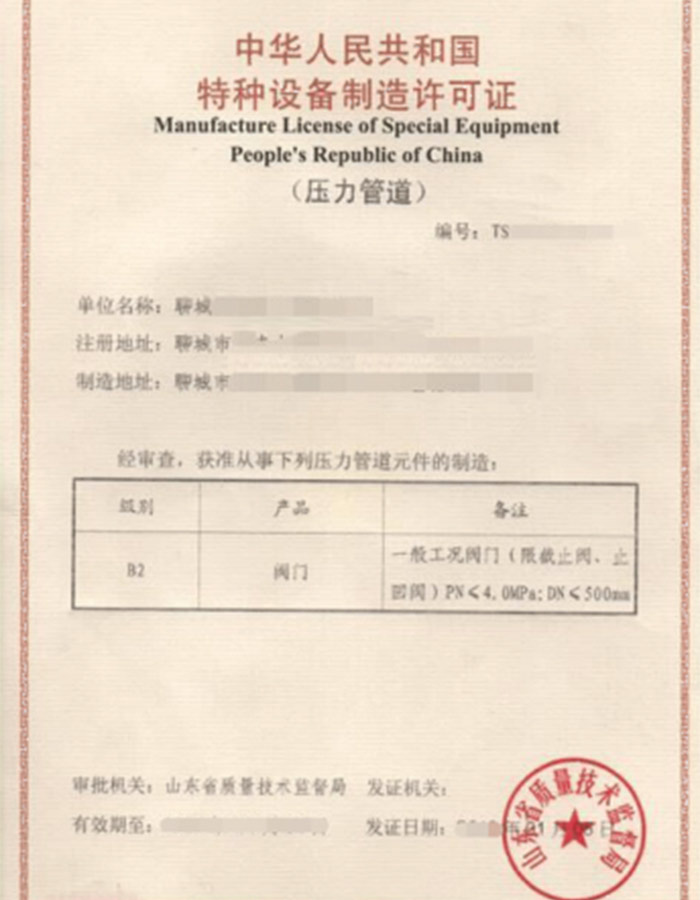 中华人民共和国
特种设备制造许可证
Manufacture License of Special Equipment
People's Republic of China
（压力管道）
编号：TS
单位名称：聊城
注册地址：聊城市
制造地址：聊城市
经审查，获准从事下列压力管道元件的制造：
级别 产品 备注
B2 阀门 一般工况阀门（限截止阀、止
回阀）PN≤4.0MPa;DN≤500mm
审批机关：山东省质量技术监督局 发证机关：
有效期至： 发证日期： 年01月 日
山东省质量技术监督局